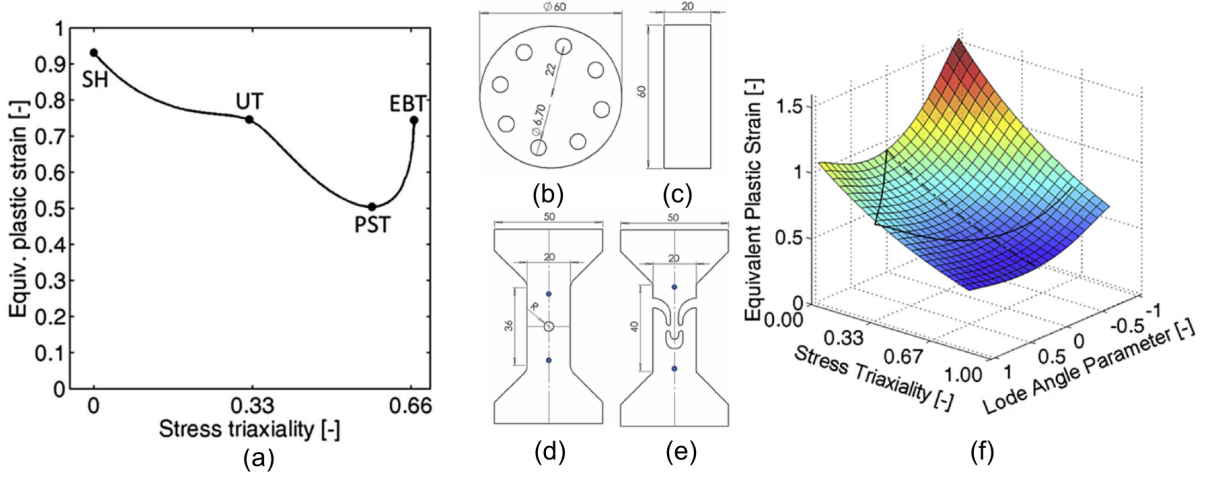 1
0.9
0.8
0.7
0.6
0.5
0.4
0.3
0.2
0.1
0
Equiv. plastic strain [-]
SH
UT
EBT
PST
0
0.33
0.66
Stress triaxiality [-]
(a)
Ø60
22
Ø6.70
(b)
20
60
(c)
50
20
36
(d)
50
20
40
(e)
1.5
1
0.5
0
Equivalent Plastic Strain [-]
0.00
0.33
0.67
1.00
Stress Triaxiality [-]
1
0.5
0
-0.5
-1
Lode Angle Parameter [-]
(f)